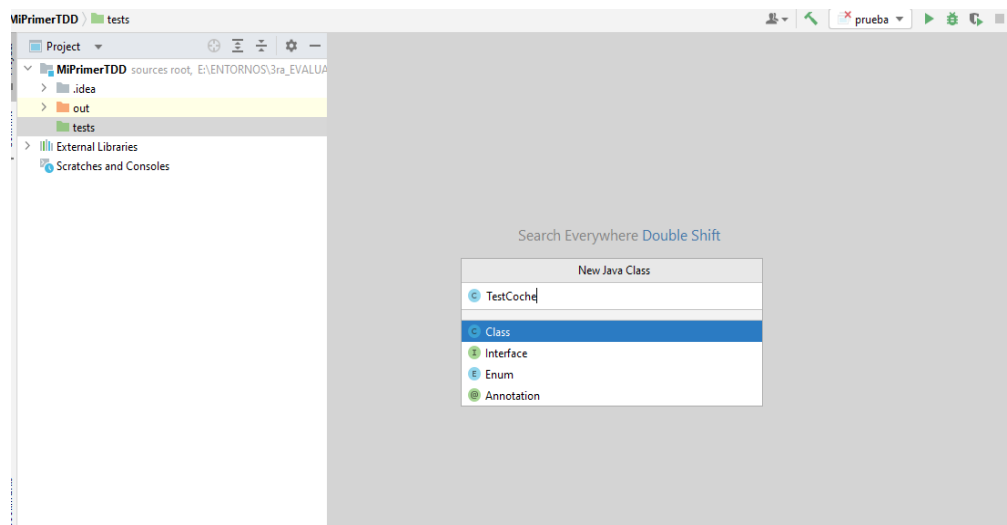 MiPrimerTDD tests
prueba
Project
MiPrimerTDD sources root, E:\ENTORNOS\3ra_EVALUA
.idea
out
tests
External Libraries
Scratches and Consoles
Search Everywhere Double Shift
New Java Class
C TestCoche
C Class
I Interface
E Enum
@ Annotation